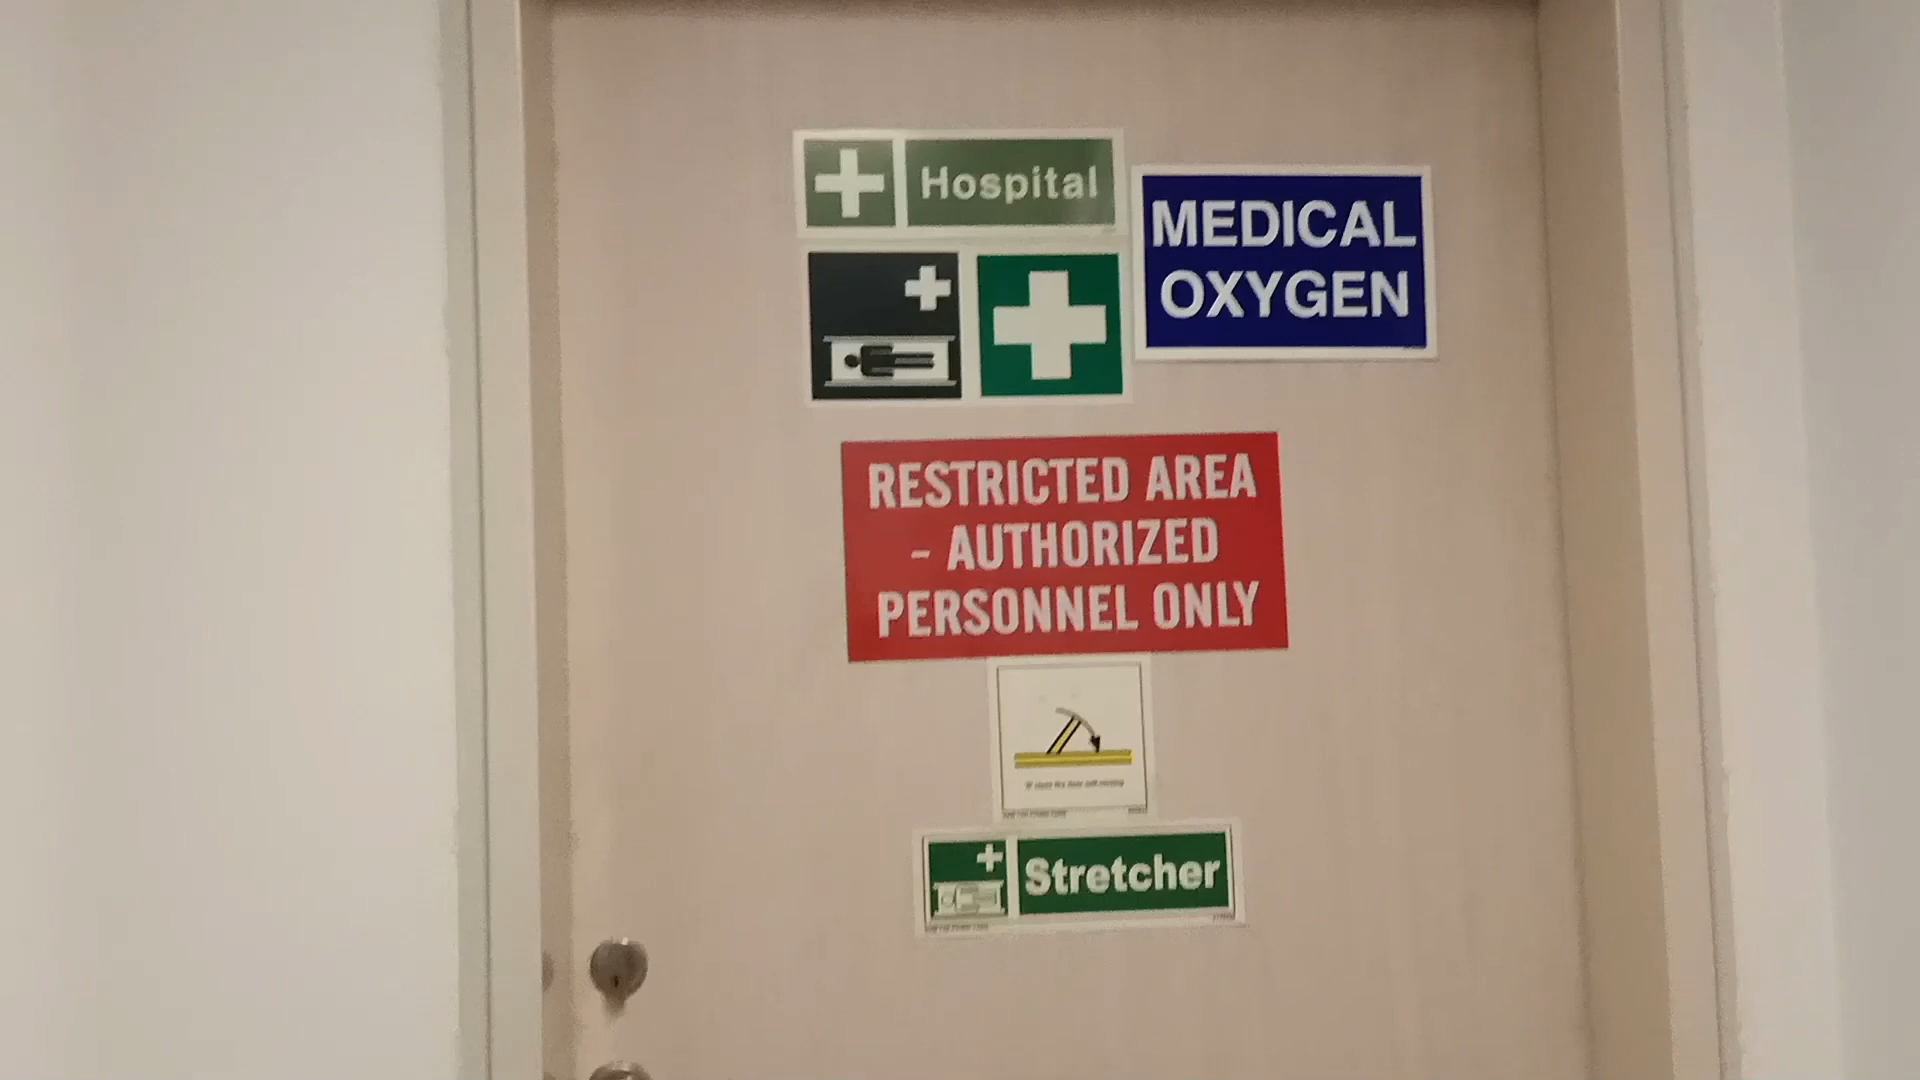 Hospital
MEDICAL
OXYGEN
RESTRICTED AREA
- AUTHORIZED
PERSONNEL ONLY
Stretcher